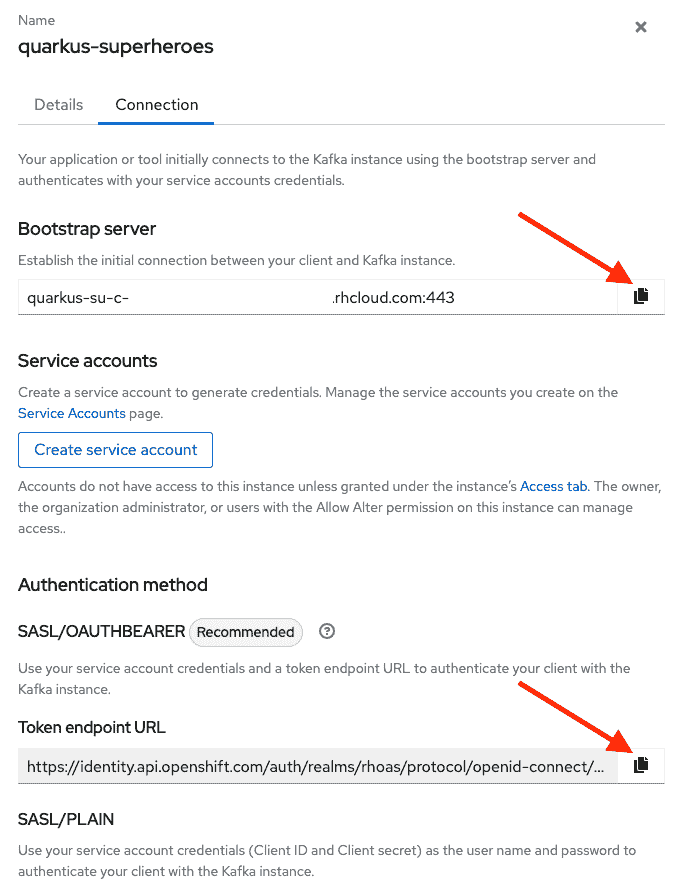 Name
quarkus-superheroes
Details Connection
Your application or tool initially connects to the Kafka instance using the bootstrap server and
authenticates with your service accounts credentials.
Bootstrap server
Establish the initial connection between your client and Kafka instance.
quarkus-su-c- .rhcloud.com:443
Service accounts
Create a service account to generate credentials. Manage the service accounts you create on the
Service Accounts page.
Create service account
Accounts do not have access to this instance unless granted under the instance’s Access tab. The owner,
the organization administrator, or users with the Allow Alter permission on this instance can manage
access..
Authentication method
SASL/OAUTHBEARER Recommended
Use your service account credentials and a token endpoint URL to authenticate your client with the
Kafka instance.
Token endpoint URL
https://identity.api.openshift.com/auth/realms/rhoas/protocol/openid-connect/...
SASL/PLAIN
Use your service account credentials (Client ID and Client secret) as the user name and password to
authenticate your client with the Kafka instance.